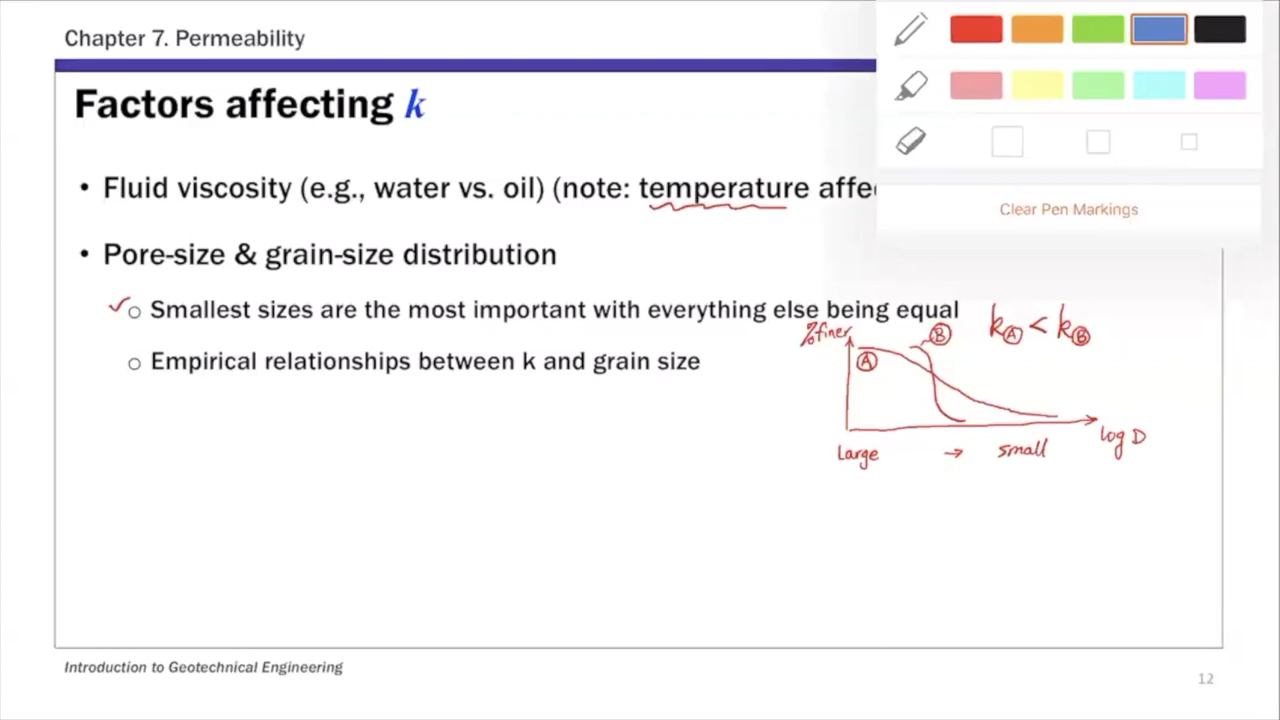 Chapter 7. Permeability
Factors affecting k
• Fluid viscosity (e.g., water vs. oil) (note: temperature affe
Clear Pen Markings
• Pore-size & grain-size distribution
○ Smallest sizes are the most important with everything else being equal
k Ⓐ < k Ⓑ
% finer
Ⓑ
Ⓐ
○ Empirical relationships between k and grain size
log D
Large → small
Introduction to Geotechnical Engineering
12